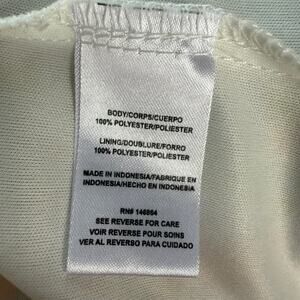 BODY/CORPS/CUERPO
100% POLYESTER/POLIESTER
LINING/DOUBLURE/FORRO
100% POLYESTER/POLIESTER
MADE IN INDONESIA/FABRIQUE EN
INDONESIA/HECHO EN INDONESIA
RN# 146864
SEE REVERSE FOR CARE
VOIR REVERSE POUR SOINS
VER AL REVERSO PARA CUIDADO